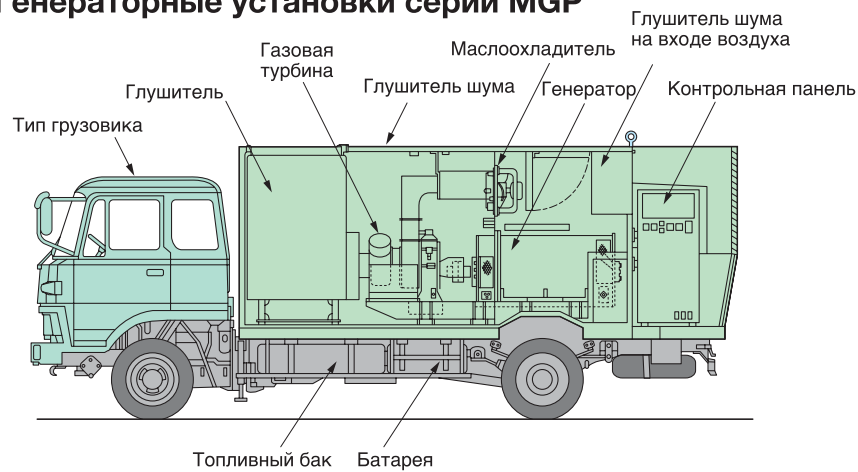 Генераторные установки серии MGP
Глушитель шума
на входе воздуха
Газовая
турбина
Маслоохладитель
Глушитель
Глушитель шума
Генератор
Контрольная панель
Тип грузовика
Топливный бак
Батарея